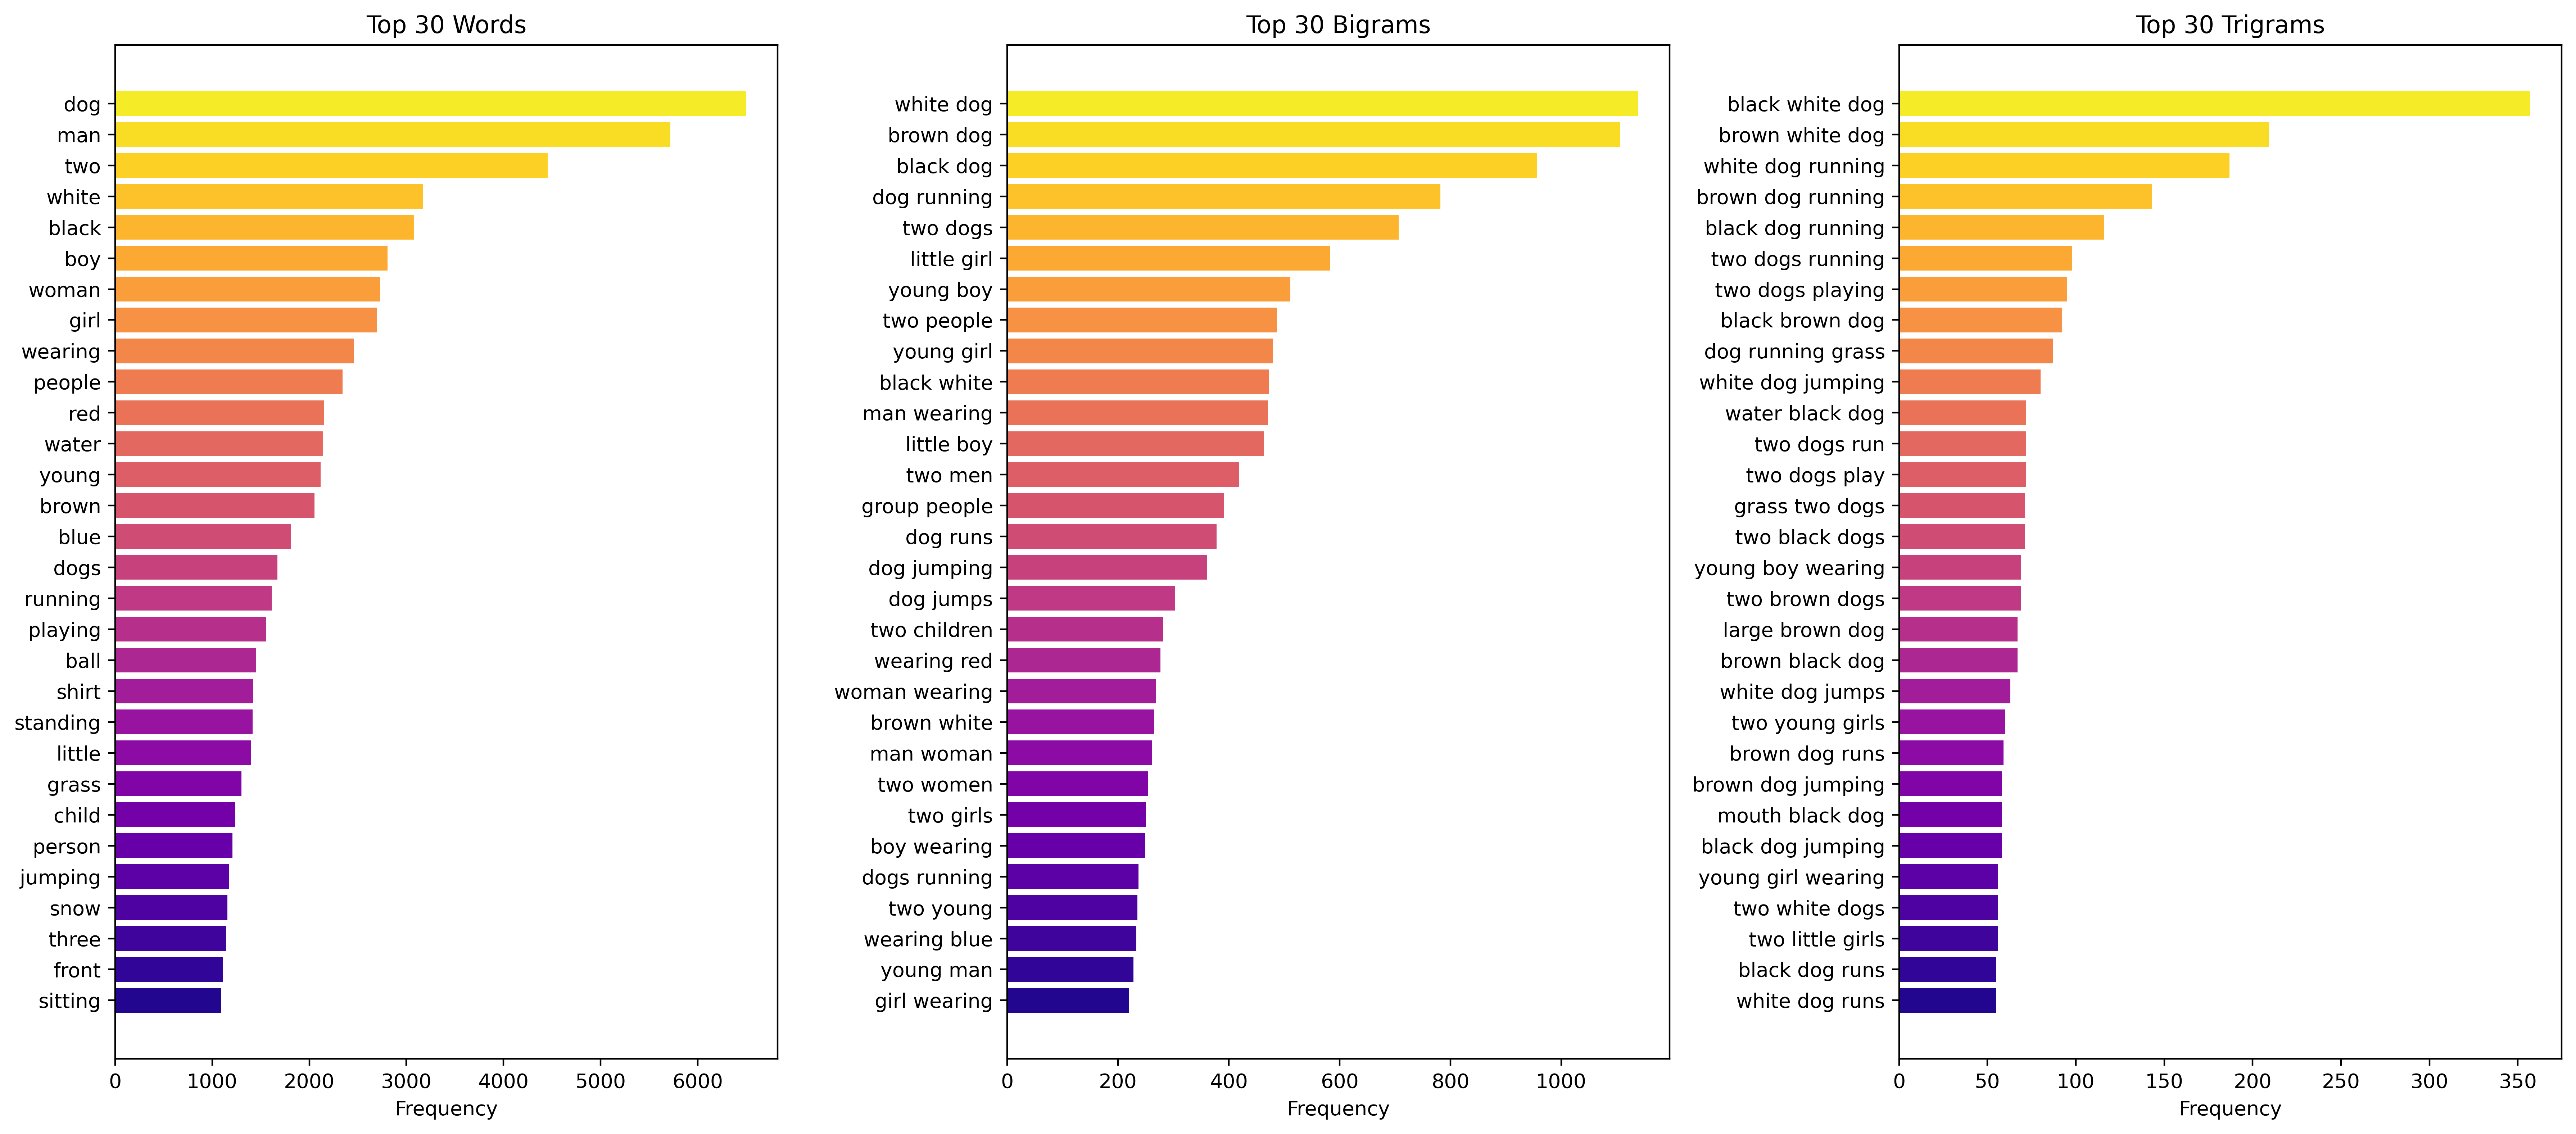 Top 30 Words
dog
man
two
white
black
boy
woman
girl
wearing
people
red
water
young
brown
blue
dogs
running
playing
ball
shirt
standing
little
grass
child
person
jumping
snow
three
front
sitting
0 1000 2000 3000 4000 5000 6000
Frequency
Top 30 Bigrams
white dog
brown dog
black dog
dog running
two dogs
little girl
young boy
two people
young girl
black white
man wearing
little boy
two men
group people
dog runs
dog jumping
dog jumps
two children
wearing red
woman wearing
brown white
man woman
two women
two girls
boy wearing
dogs running
two young
wearing blue
young man
girl wearing
0 200 400 600 800 1000
Frequency
Top 30 Trigrams
black white dog
brown white dog
white dog running
brown dog running
black dog running
two dogs running
two dogs playing
black brown dog
dog running grass
white dog jumping
water black dog
two dogs run
two dogs play
grass two dogs
two black dogs
young boy wearing
two brown dogs
large brown dog
brown black dog
white dog jumps
two young girls
brown dog runs
brown dog jumping
mouth black dog
black dog jumping
young girl wearing
two white dogs
two little girls
black dog runs
white dog runs
0 50 100 150 200 250 300 350
Frequency